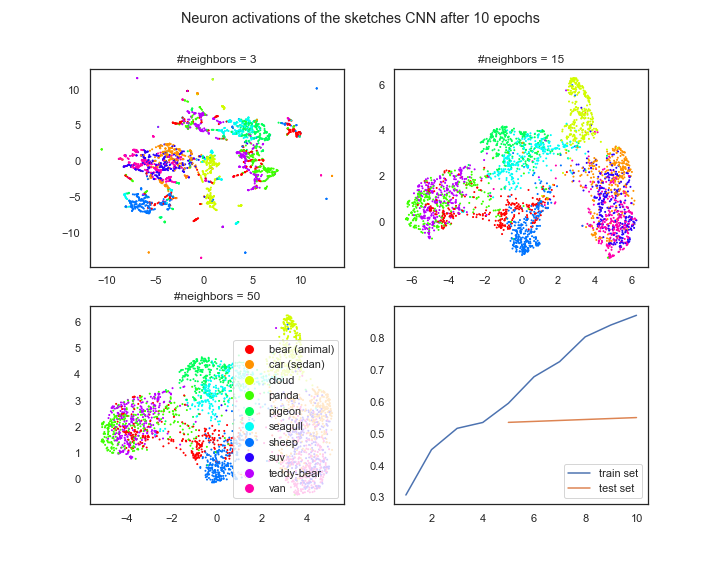 Neuron activations of the sketches CNN after 10 epochs
#neighbors = 3
10
5
0
−5
−10
−10 −5 0 5 10
#neighbors = 15
6
4
2
0
−6 −4 −2 0 2 4 6
#neighbors = 50
6
5
4
3
2
1
0
−4 −2 0 2 4
bear (animal)
car (sedan)
cloud
panda
pigeon
seagull
sheep
suv
teddy-bear
van
0.8
0.7
0.6
0.5
0.4
0.3
2 4 6 8 10
train set
test set